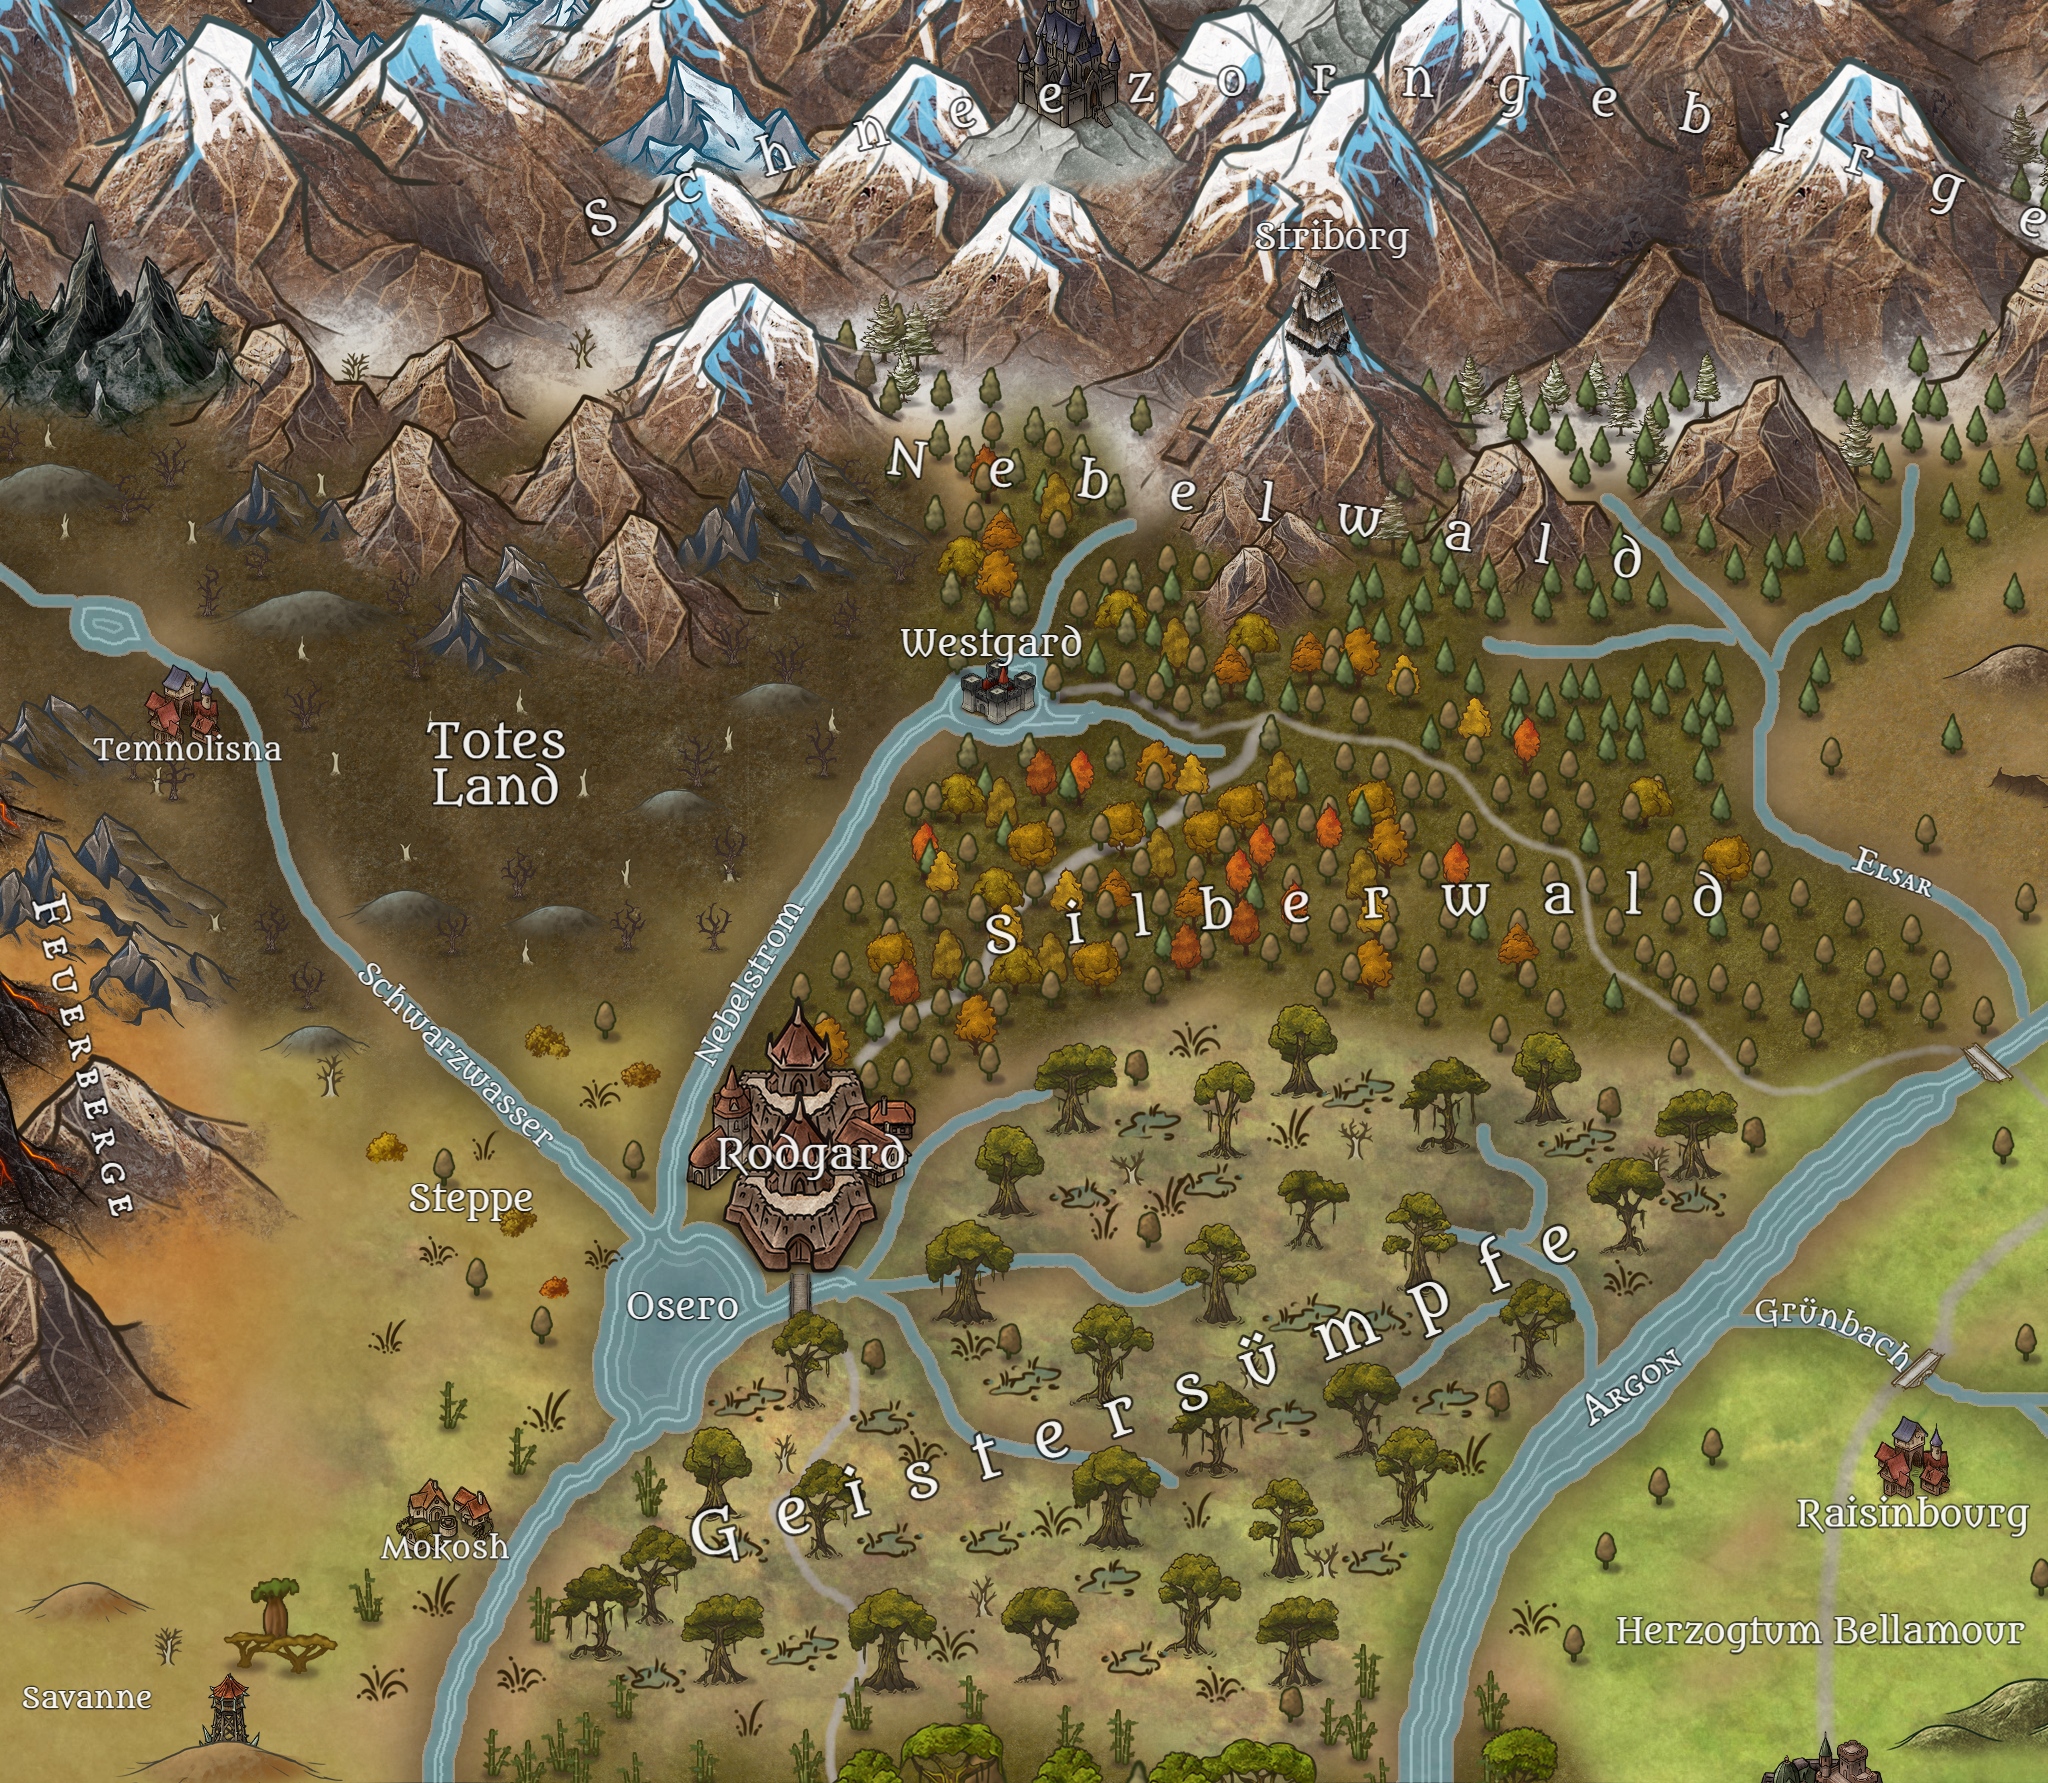 Schneezorngebirge
Striborg
Nebelwald
Westgard
Temnolisna
Totes
Land
Elsar
Silberwald
Feuerberge
Schwarzwasser
Nebelstrom
Rodgard
Steppe
Osero
Grünbach
Argon
Geistersümpfe
Raisinbourg
Mokosh
Herzogtum Bellamour
Savanne